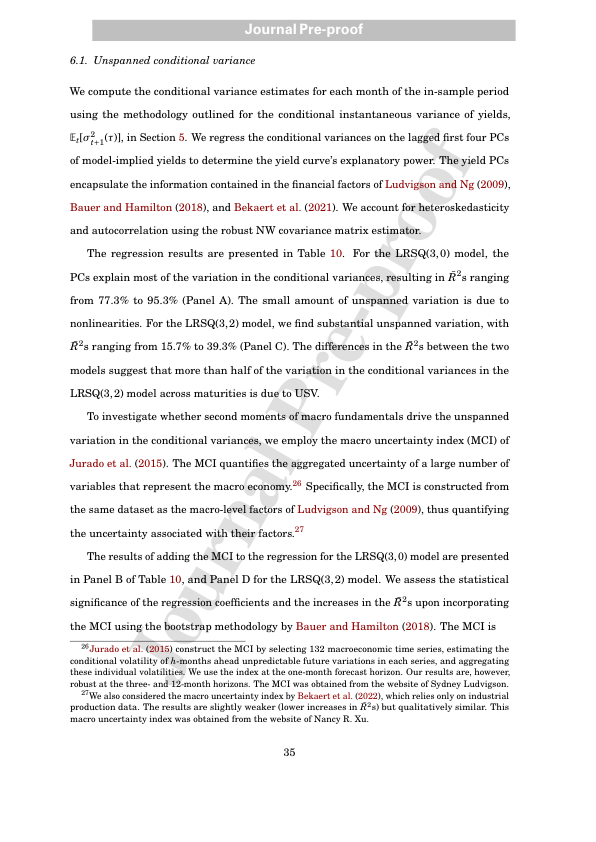 Journal Pre-proof
6.1. Unspanned conditional variance
We compute the conditional variance estimates for each month of the in-sample period
using the methodology outlined for the conditional instantaneous variance of yields,
𝔼ₜ[σ²ₜ₊₁(τ)], in Section 5. We regress the conditional variances on the lagged first four PCs
of model-implied yields to determine the yield curve's explanatory power. The yield PCs
encapsulate the information contained in the financial factors of Ludvigson and Ng (2009),
Bauer and Hamilton (2018), and Bekaert et al. (2021). We account for heteroskedasticity
and autocorrelation using the robust NW covariance matrix estimator.
The regression results are presented in Table 10. For the LRSQ(3,0) model, the
PCs explain most of the variation in the conditional variances, resulting in R̄²s ranging
from 77.3% to 95.3% (Panel A). The small amount of unspanned variation is due to
nonlinearities. For the LRSQ(3,2) model, we find substantial unspanned variation, with
R̄²s ranging from 15.7% to 39.3% (Panel C). The differences in the R̄²s between the two
models suggest that more than half of the variation in the conditional variances in the
LRSQ(3,2) model across maturities is due to USV.
To investigate whether second moments of macro fundamentals drive the unspanned
variation in the conditional variances, we employ the macro uncertainty index (MCI) of
Jurado et al. (2015). The MCI quantifies the aggregated uncertainty of a large number of
variables that represent the macro economy.²⁶ Specifically, the MCI is constructed from
the same dataset as the macro-level factors of Ludvigson and Ng (2009), thus quantifying
the uncertainty associated with their factors.²⁷
The results of adding the MCI to the regression for the LRSQ(3,0) model are presented
in Panel B of Table 10, and Panel D for the LRSQ(3,2) model. We assess the statistical
significance of the regression coefficients and the increases in the R̄²s upon incorporating
the MCI using the bootstrap methodology by Bauer and Hamilton (2018). The MCI is
²⁶Jurado et al. (2015) construct the MCI by selecting 132 macroeconomic time series, estimating the
conditional volatility of h-months ahead unpredictable future variations in each series, and aggregating
these individual volatilities. We use the index at the one-month forecast horizon. Our results are, however,
robust at the three- and 12-month horizons. The MCI was obtained from the website of Sydney Ludvigson.
²⁷We also considered the macro uncertainty index by Bekaert et al. (2022), which relies only on industrial
production data. The results are slightly weaker (lower increases in R̄²s) but qualitatively similar. This
macro uncertainty index was obtained from the website of Nancy R. Xu.
35
Journal Pre-proof